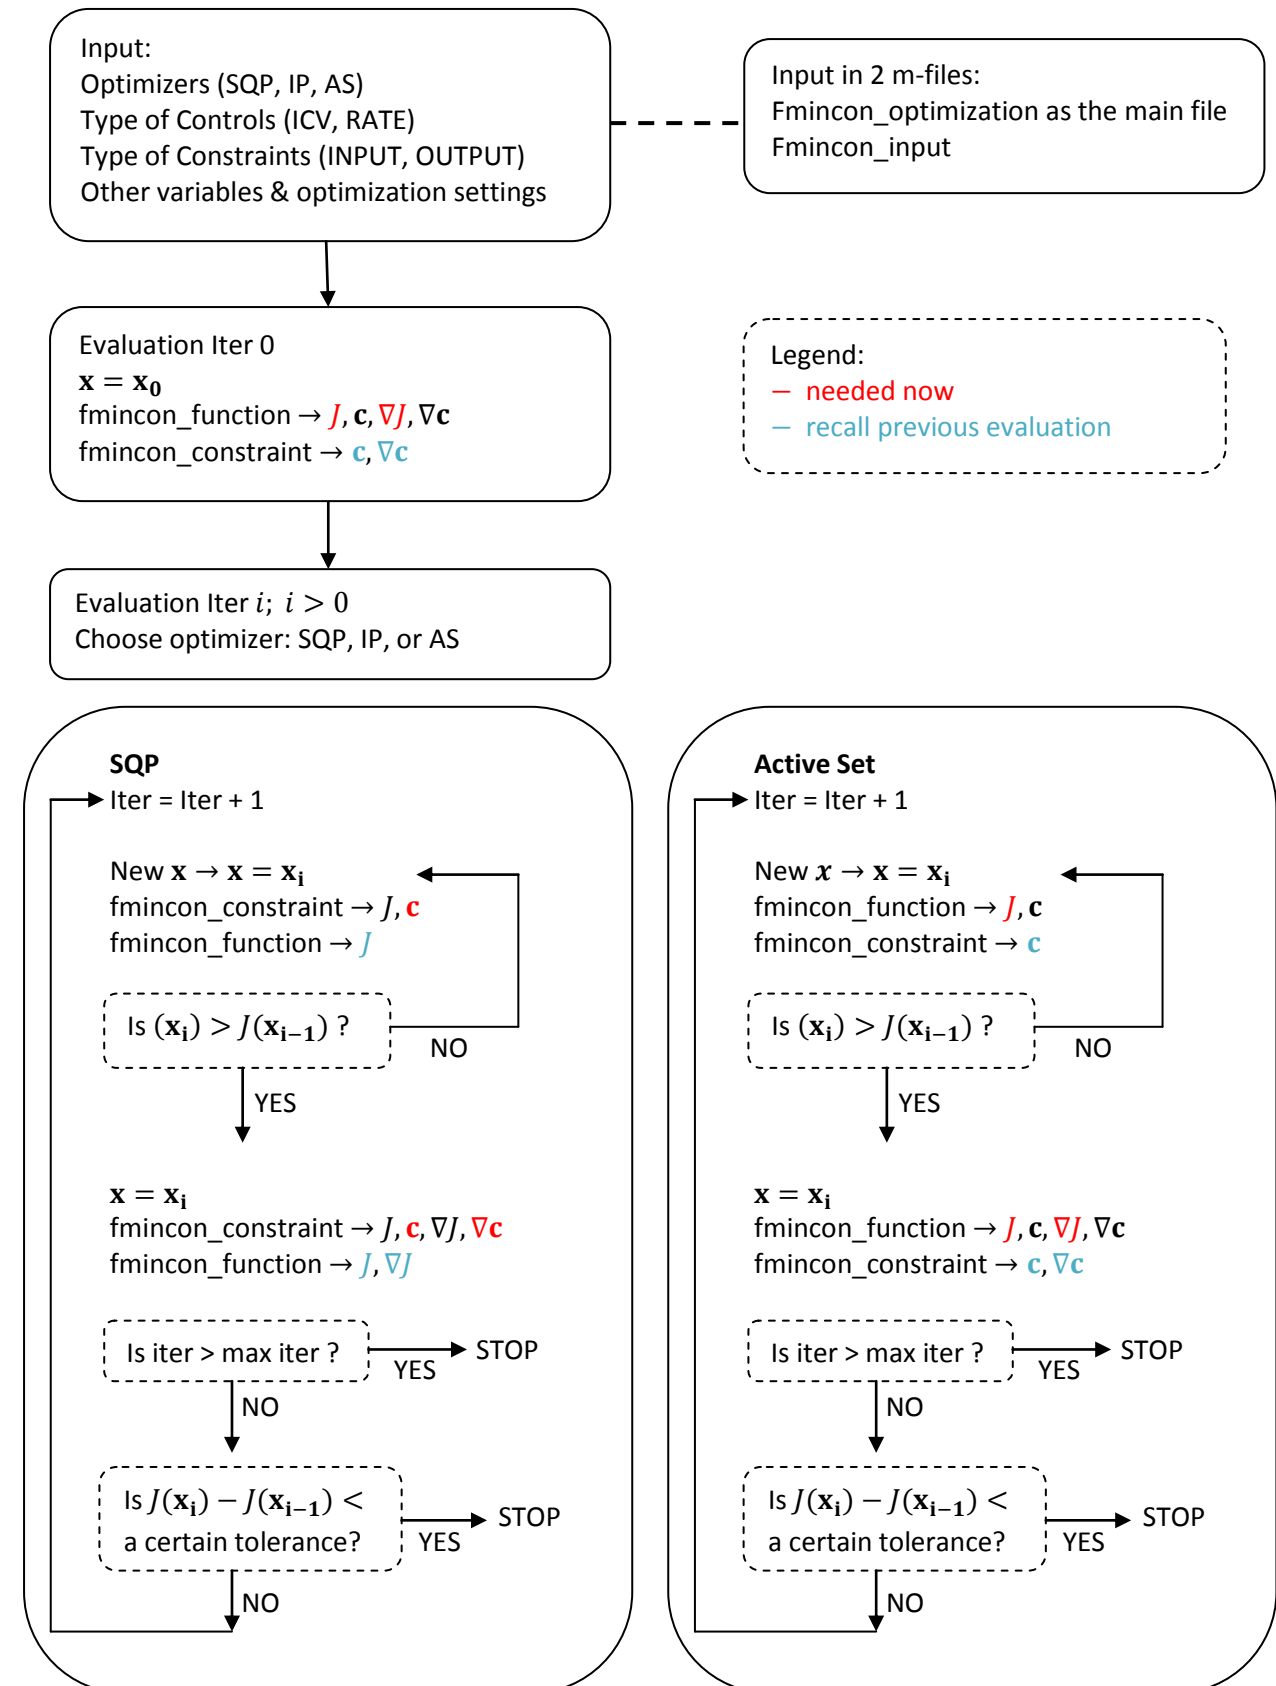 Input:
Optimizers (SQP, IP, AS)
Type of Controls (ICV, RATE)
Type of Constraints (INPUT, OUTPUT)
Other variables & optimization settings
Input in 2 m-files:
Fmincon_optimization as the main file
Fmincon_input
Evaluation Iter 0
x = x₀
fmincon_function → J, c, ∇J, ∇c
fmincon_constraint → c, ∇c
Legend:
– needed now
– recall previous evaluation
Evaluation Iter i; i > 0
Choose optimizer: SQP, IP, or AS
SQP
Iter = Iter + 1
New x → x = xᵢ
fmincon_constraint → J, c
fmincon_function → J
Is (xᵢ) > J(xᵢ₋₁) ?
NO
YES
x = xᵢ
fmincon_constraint → J, c, ∇J, ∇c
fmincon_function → J, ∇J
Is iter > max iter ?
YES
STOP
NO
Is J(xᵢ) − J(xᵢ₋₁) <
a certain tolerance?
YES
STOP
NO
Active Set
Iter = Iter + 1
New x → x = xᵢ
fmincon_function → J, c
fmincon_constraint → c
Is (xᵢ) > J(xᵢ₋₁) ?
NO
YES
x = xᵢ
fmincon_function → J, c, ∇J, ∇c
fmincon_constraint → c, ∇c
Is iter > max iter ?
YES
STOP
NO
Is J(xᵢ) − J(xᵢ₋₁) <
a certain tolerance?
YES
STOP
NO